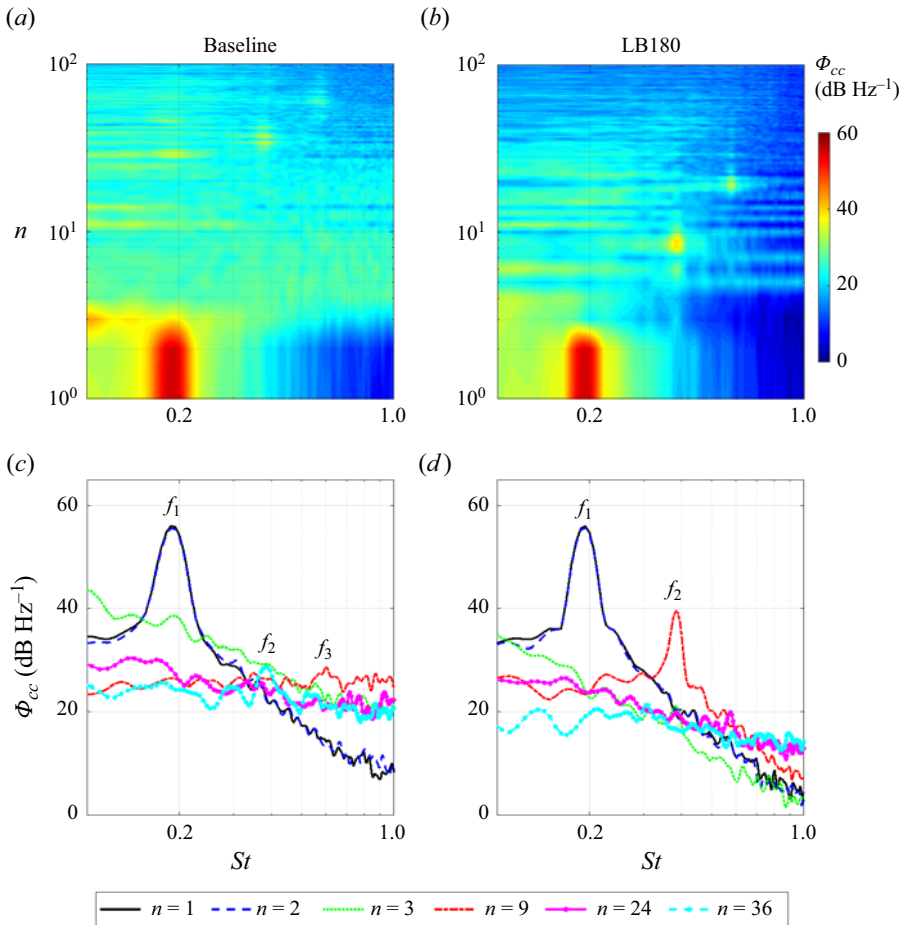 (a)
Baseline
(b)
LB180
Φcc
(dB Hz⁻¹)
60
40
20
0
n
10²
10¹
10⁰
0.2
1.0
10²
10¹
10⁰
0.2
1.0
(c)
(d)
Φcc (dB Hz⁻¹)
60
40
20
0
f₁
f₂
f₃
0.2
1.0
St
60
40
20
0
f₁
f₂
0.2
1.0
St
n = 1
n = 2
n = 3
n = 9
n = 24
n = 36